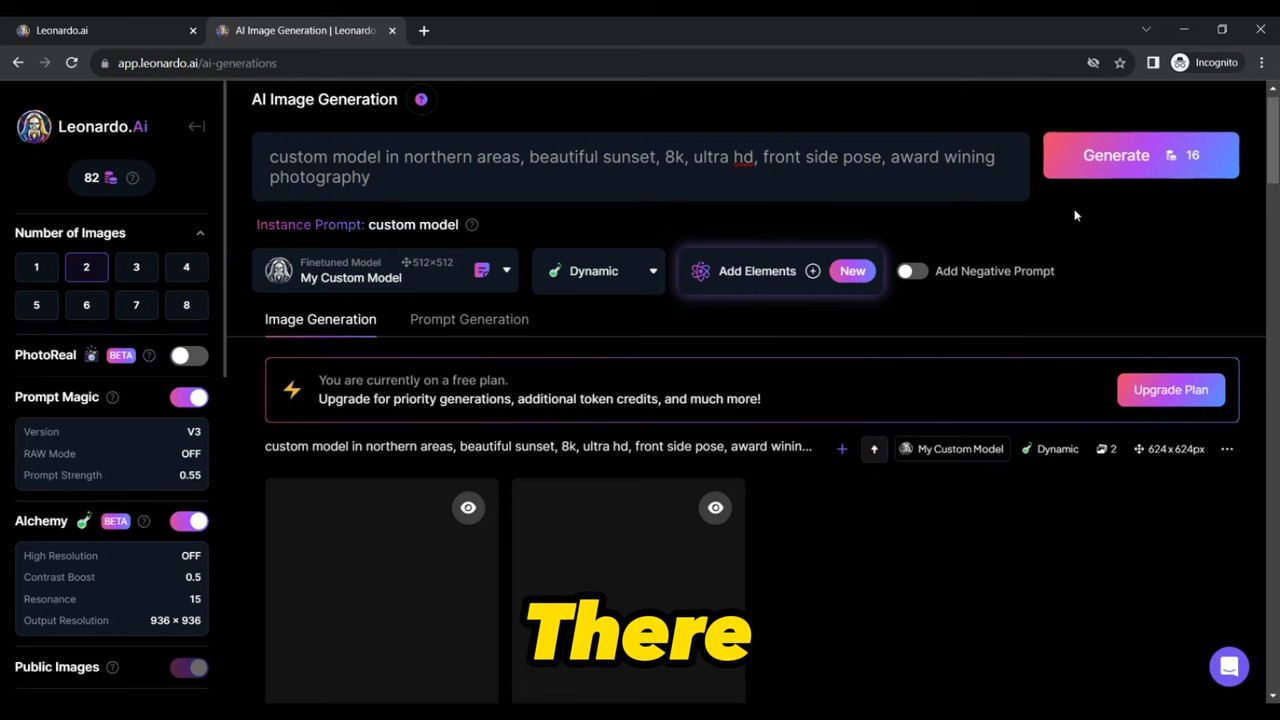 Leonardo.ai
AI Image Generation | Leonardo.
app.leonardo.ai/ai-generations
Incognito
Leonardo.Ai
82
Number of Images
1 2 3 4
5 6 7 8
PhotoReal BETA
Prompt Magic
Version V3
RAW Mode OFF
Prompt Strength 0.55
Alchemy BETA
High Resolution OFF
Contrast Boost 0.5
Resonance 15
Output Resolution 936 × 936
Public Images
AI Image Generation
custom model in northern areas, beautiful sunset, 8k, ultra hd, front side pose, award wining
photography
Generate 16
Instance Prompt: custom model
Finetuned Model 512×512
My Custom Model
Dynamic
Add Elements New
Add Negative Prompt
Image Generation Prompt Generation
You are currently on a free plan.
Upgrade for priority generations, additional token credits, and much more!
Upgrade Plan
custom model in northern areas, beautiful sunset, 8k, ultra hd, front side pose, award winin...
My Custom Model Dynamic 2 624 x 624px
There